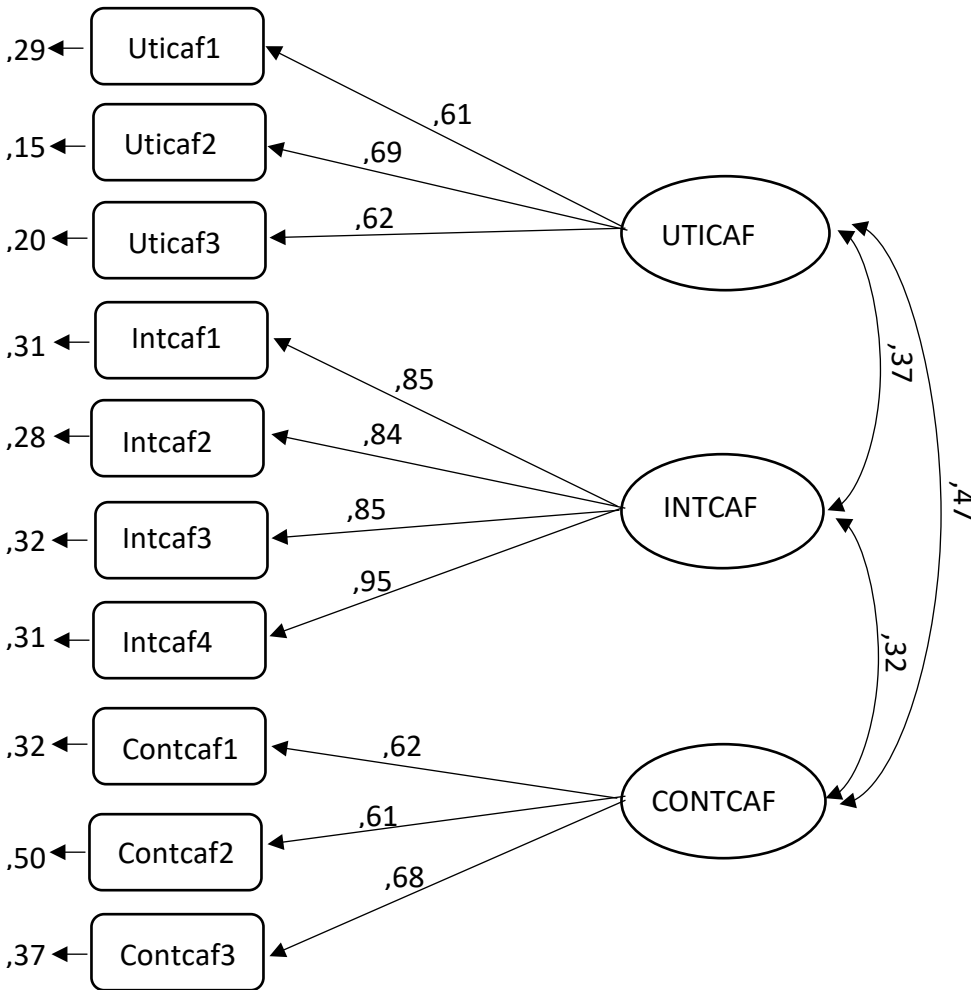 ,29 Uticaf1
,61
,15 Uticaf2
,69
,20 Uticaf3
,62
UTICAF
,31 Intcaf1
,85
,37
,28 Intcaf2
,84
,32 Intcaf3
,85
INTCAF
,47
,95
,31 Intcaf4
,32
,32 Contcaf1
,62
CONTCAF
,61
,50 Contcaf2
,68
,37 Contcaf3